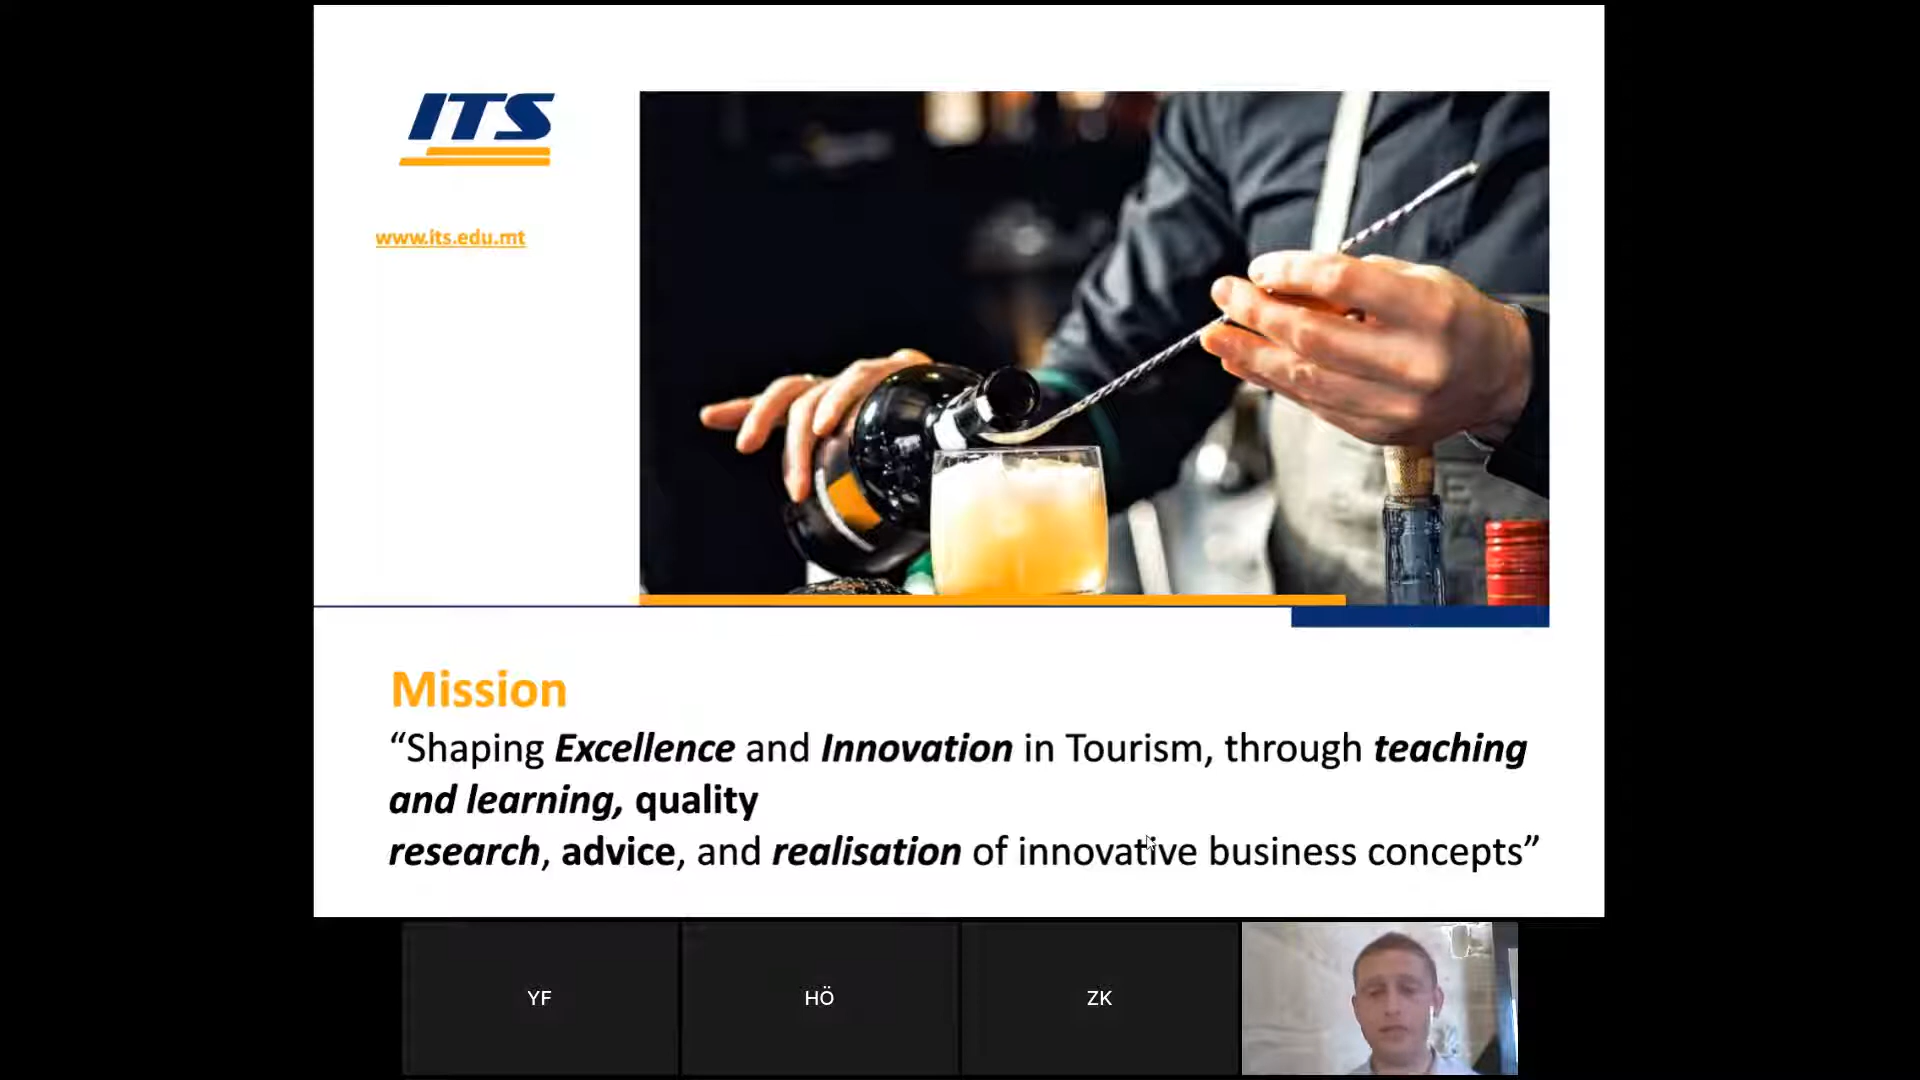 ITS
www.its.edu.mt
Mission
“Shaping Excellence and Innovation in Tourism, through teaching
and learning, quality
research, advice, and realisation of innovative business concepts”
YF
HÖ
ZK